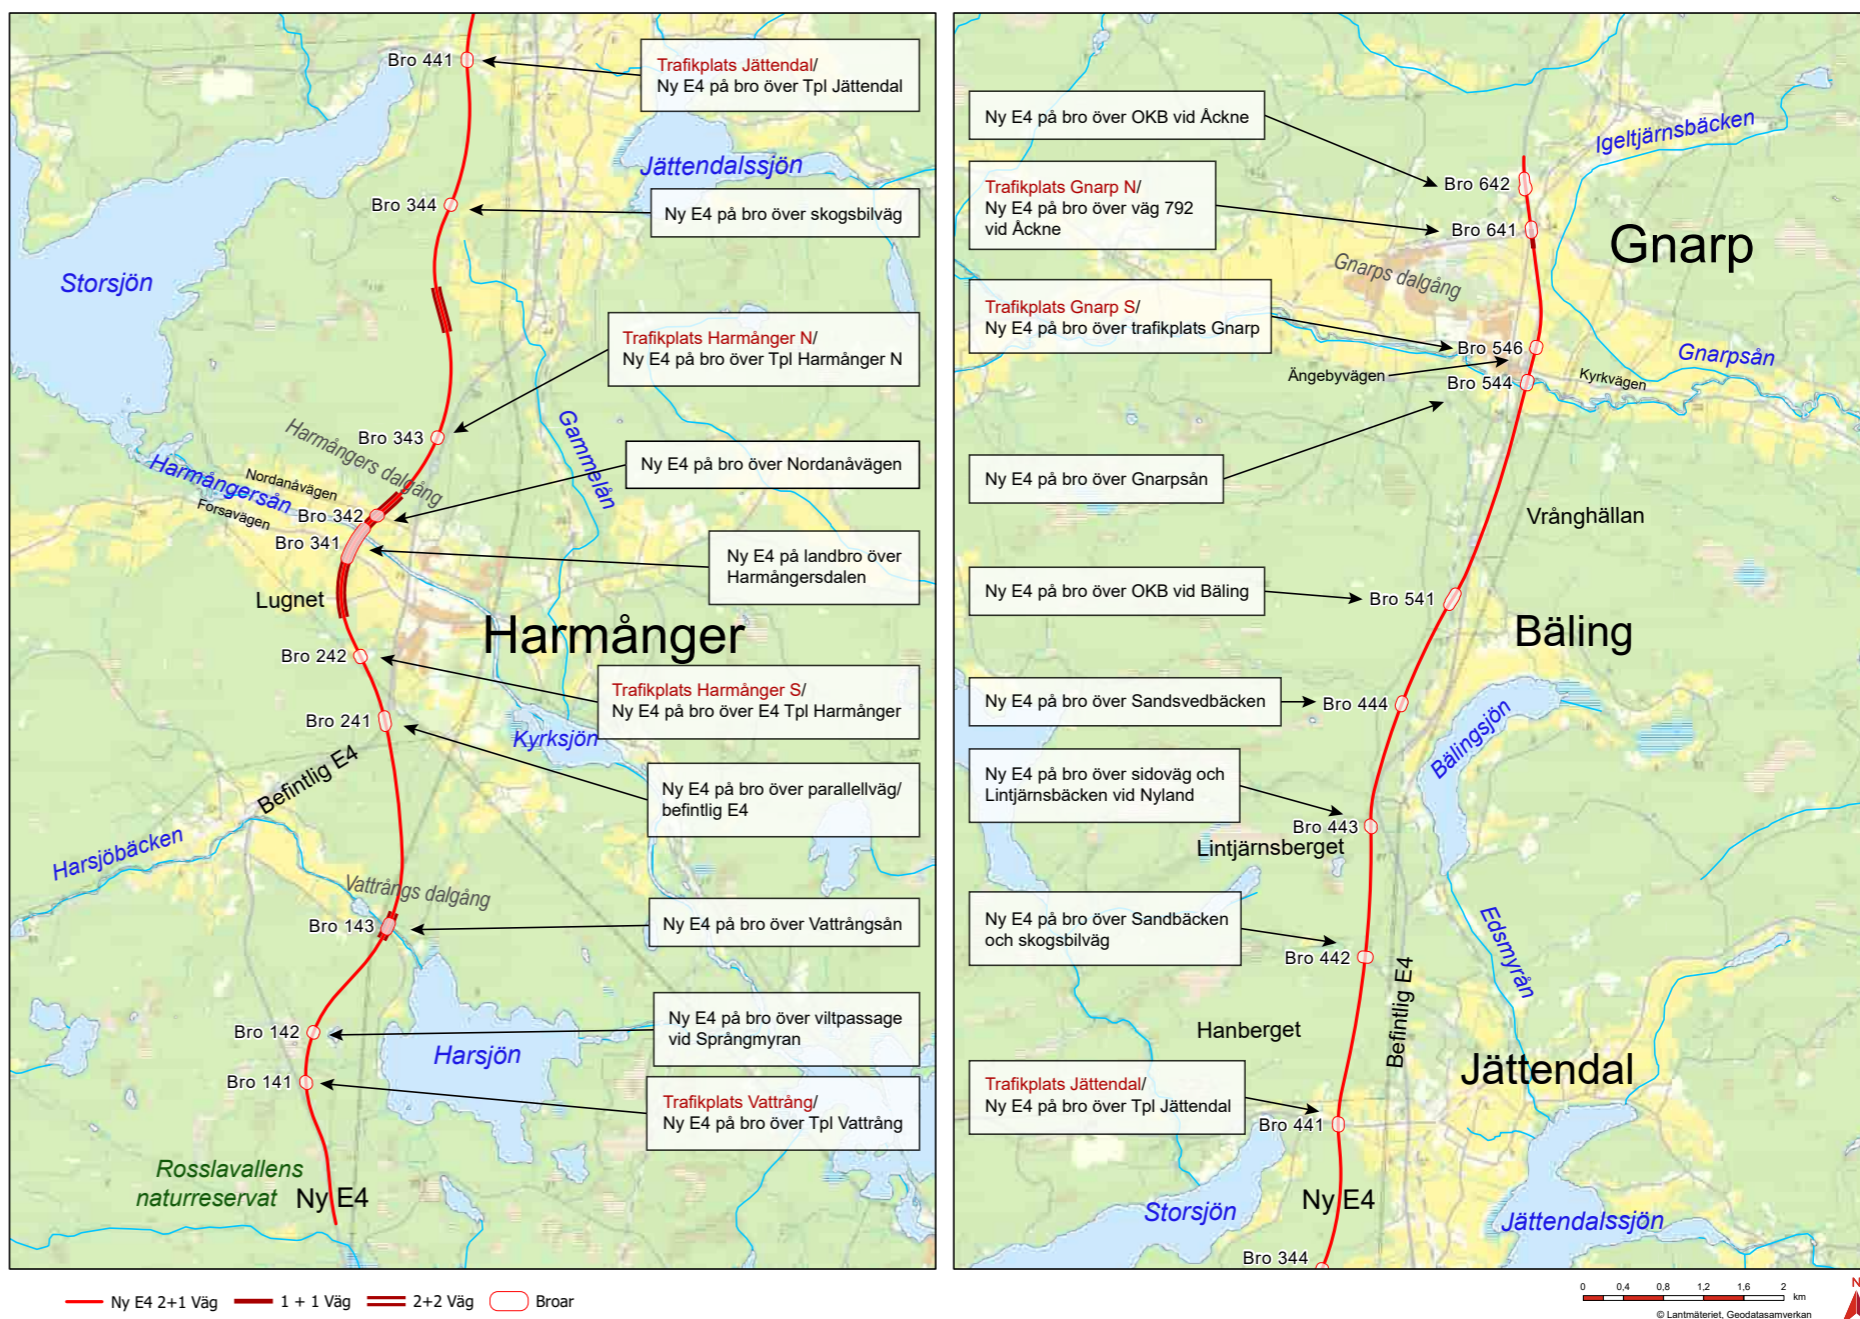 Bro 441
Trafikplats Jättendal/
Ny E4 på bro över Tpl Jättendal
Jättendalssjön
Bro 344
Ny E4 på bro över skogsbilväg
Storsjön
Trafikplats Harmånger N/
Ny E4 på bro över Tpl Harmånger N
Bro 343
Harmångers dalgång
Gammelån
Ny E4 på bro över Nordanåvägen
Harmångersån
Nordanåvägen
Forsavägen
Bro 342
Bro 341
Ny E4 på landbro över
Harmångersdalen
Lugnet
Harmånger
Bro 242
Trafikplats Harmånger S/
Ny E4 på bro över E4 Tpl Harmånger
Bro 241
Kyrksjön
Befintlig E4
Ny E4 på bro över parallellväg/
befintlig E4
Harsjöbäcken
Vattrångs dalgång
Bro 143
Ny E4 på bro över Vattrångsån
Bro 142
Ny E4 på bro över viltpassage
vid Språngmyran
Harsjön
Bro 141
Trafikplats Vattrång/
Ny E4 på bro över Tpl Vattrång
Rosslavallens
naturreservat
Ny E4
Ny E4 på bro över OKB vid Åckne
Igeltjärnsbäcken
Bro 642
Trafikplats Gnarp N/
Ny E4 på bro över väg 792
vid Åckne
Bro 641
Gnarp
Gnarps dalgång
Trafikplats Gnarp S/
Ny E4 på bro över trafikplats Gnarp
Bro 546
Gnarpsån
Ängebyvägen
Kyrkvägen
Bro 544
Ny E4 på bro över Gnarpsån
Vrånghällan
Ny E4 på bro över OKB vid Bäling
Bro 541
Bäling
Ny E4 på bro över Sandsvedbäcken
Bro 444
Bälingsjön
Ny E4 på bro över sidoväg och
Lintjärnsbäcken vid Nyland
Bro 443
Lintjärnsberget
Ny E4 på bro över Sandbäcken
och skogsbilväg
Bro 442
Edsmyrån
Befintlig E4
Hanberget
Jättendal
Trafikplats Jättendal/
Ny E4 på bro över Tpl Jättendal
Bro 441
Storsjön
Ny E4
Jättendalssjön
Bro 344
Ny E4 2+1 Väg
1 + 1 Väg
2+2 Väg
Broar
0 0,4 0,8 1,2 1,6 2
km
© Lantmäteriet, Geodatasamverkan
N